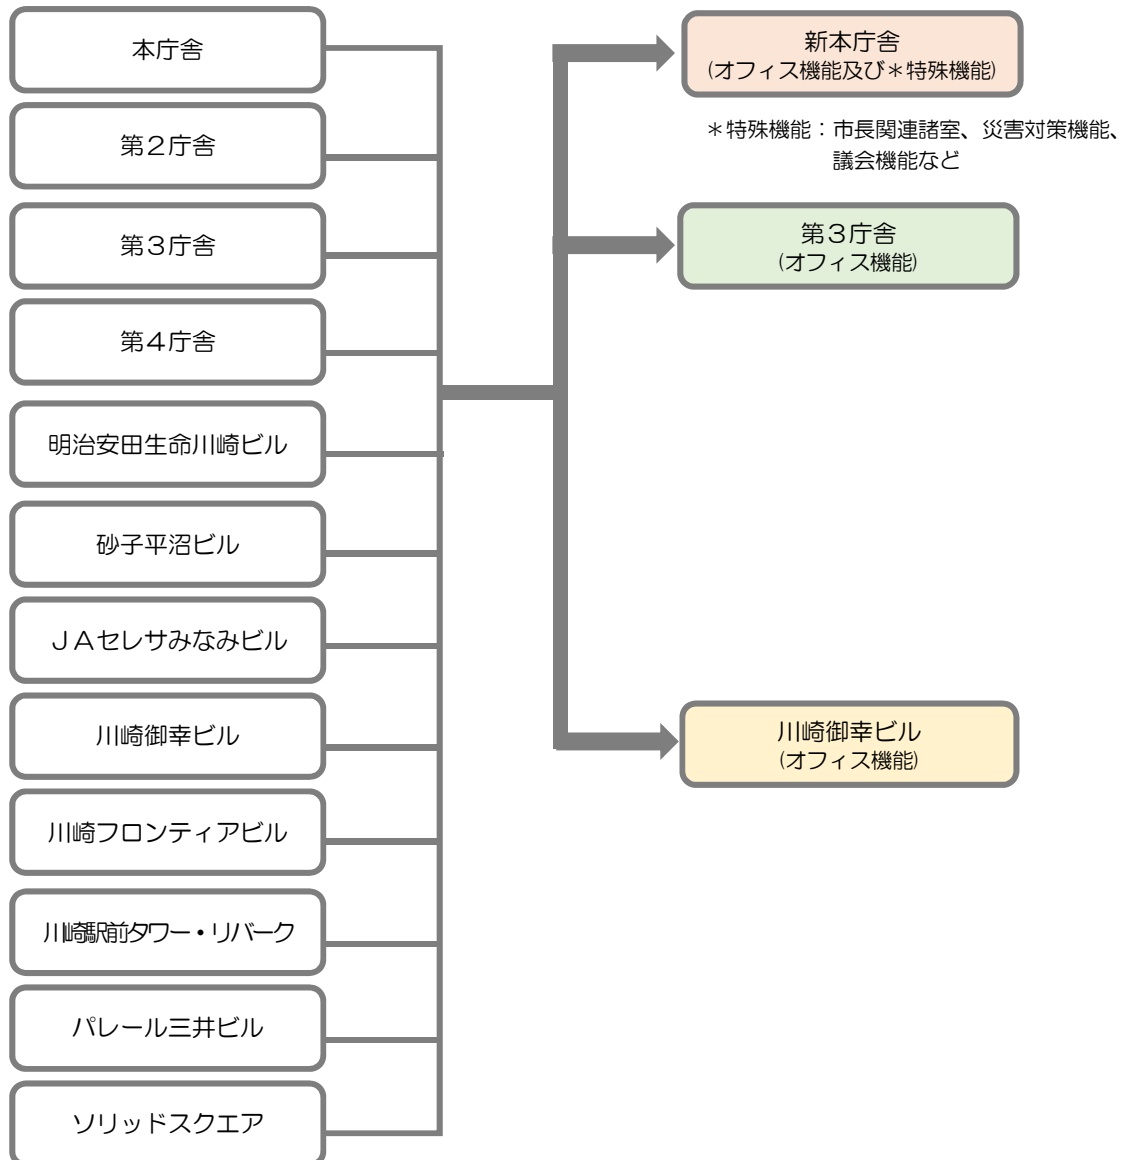 本庁舎
第２庁舎
第３庁舎
第４庁舎
明治安田生命川崎ビル
砂子平沼ビル
ＪＡセレサみなみビル
川崎御幸ビル
川崎フロンティアビル
川崎駅前タワー・リバーク
パレール三井ビル
ソリッドスクエア
新本庁舎
(オフィス機能及び＊特殊機能)
＊特殊機能：市長関連諸室、災害対策機能、
議会機能など
第３庁舎
(オフィス機能)
川崎御幸ビル
(オフィス機能)